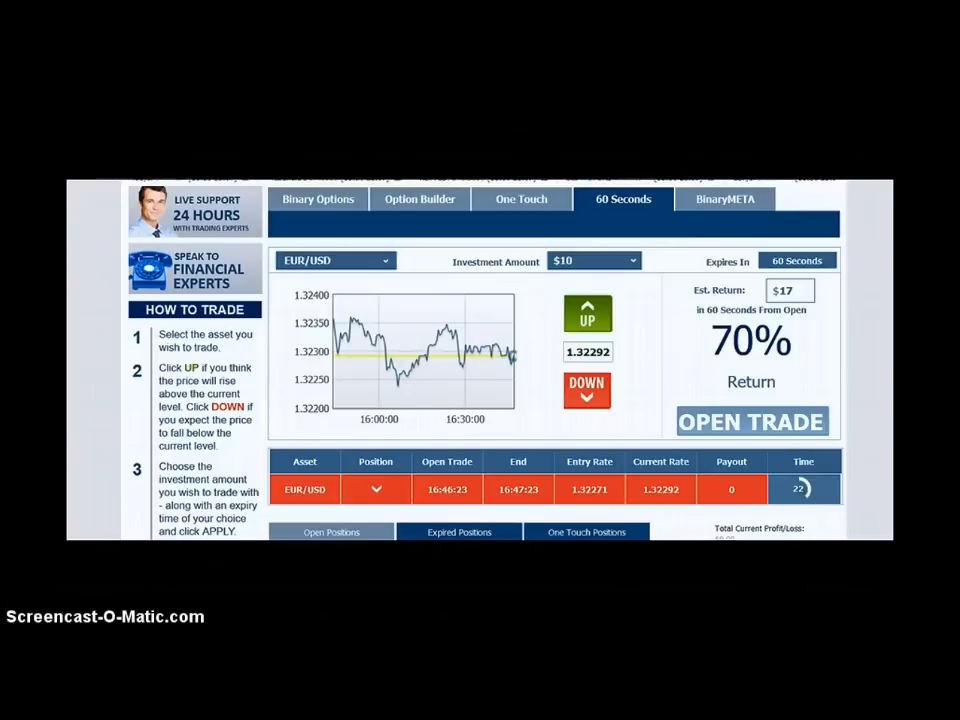 LIVE SUPPORT
24 HOURS
WITH TRADING EXPERTS
SPEAK TO
FINANCIAL
EXPERTS
HOW TO TRADE
1 Select the asset you
wish to trade.
2 Click UP if you think
the price will rise
above the current
level. Click DOWN if
you expect the price
to fall below the
current level.
3 Choose the
investment amount
you wish to trade with
- along with an expiry
time of your choice
and click APPLY.
Binary Options Option Builder One Touch 60 Seconds BinaryMETA
EUR/USD Investment Amount $10 Expires In 60 Seconds
1.32400
1.32350
1.32300
1.32250
1.32200
16:00:00 16:30:00
UP
1.32292
DOWN
Est. Return: $17
in 60 Seconds From Open
70%
Return
OPEN TRADE
Asset Position Open Trade End Entry Rate Current Rate Payout Time
EUR/USD 16:46:23 16:47:23 1.32271 1.32292 0 22
Open Positions Expired Positions One Touch Positions Total Current Profit/Loss:
Screencast-O-Matic.com